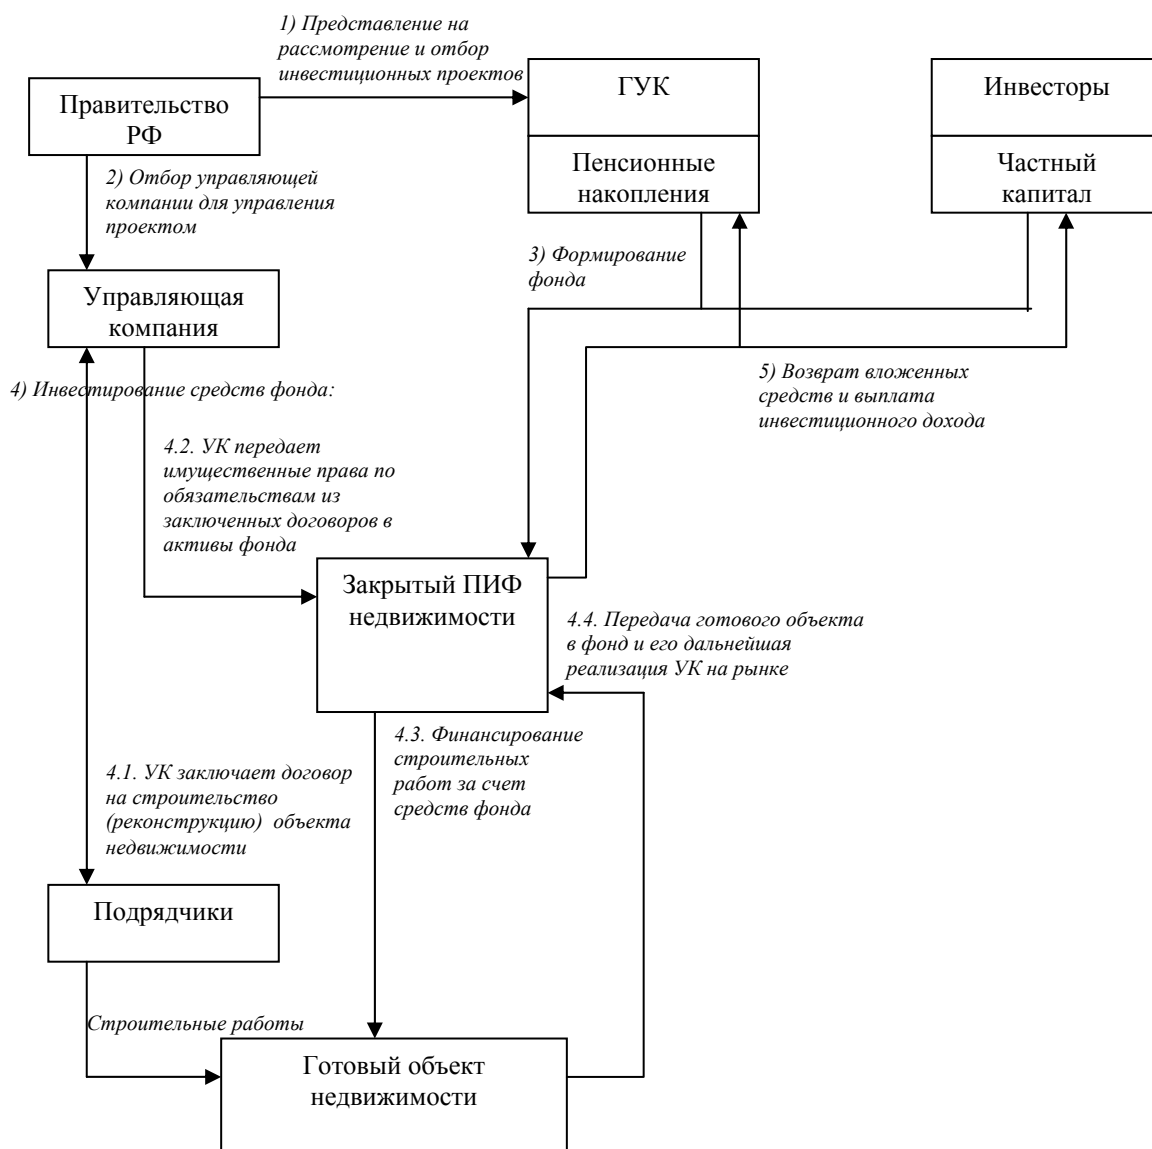 1) Представление на
рассмотрение и отбор
инвестиционных проектов
Правительство
РФ
ГУК
Инвесторы
Пенсионные
накопления
Частный
капитал
2) Отбор управляющей
компании для управления
проектом
3) Формирование
фонда
Управляющая
компания
4) Инвестирование средств фонда:
5) Возврат вложенных
средств и выплата
инвестиционного дохода
4.2. УК передает
имущественные права по
обязательствам из
заключенных договоров в
активы фонда
Закрытый ПИФ
недвижимости
4.4. Передача готового объекта
в фонд и его дальнейшая
реализация УК на рынке
4.3. Финансирование
строительных
работ за счет
средств фонда
4.1. УК заключает договор
на строительство
(реконструкцию) объекта
недвижимости
Подрядчики
Строительные работы
Готовый объект
недвижимости